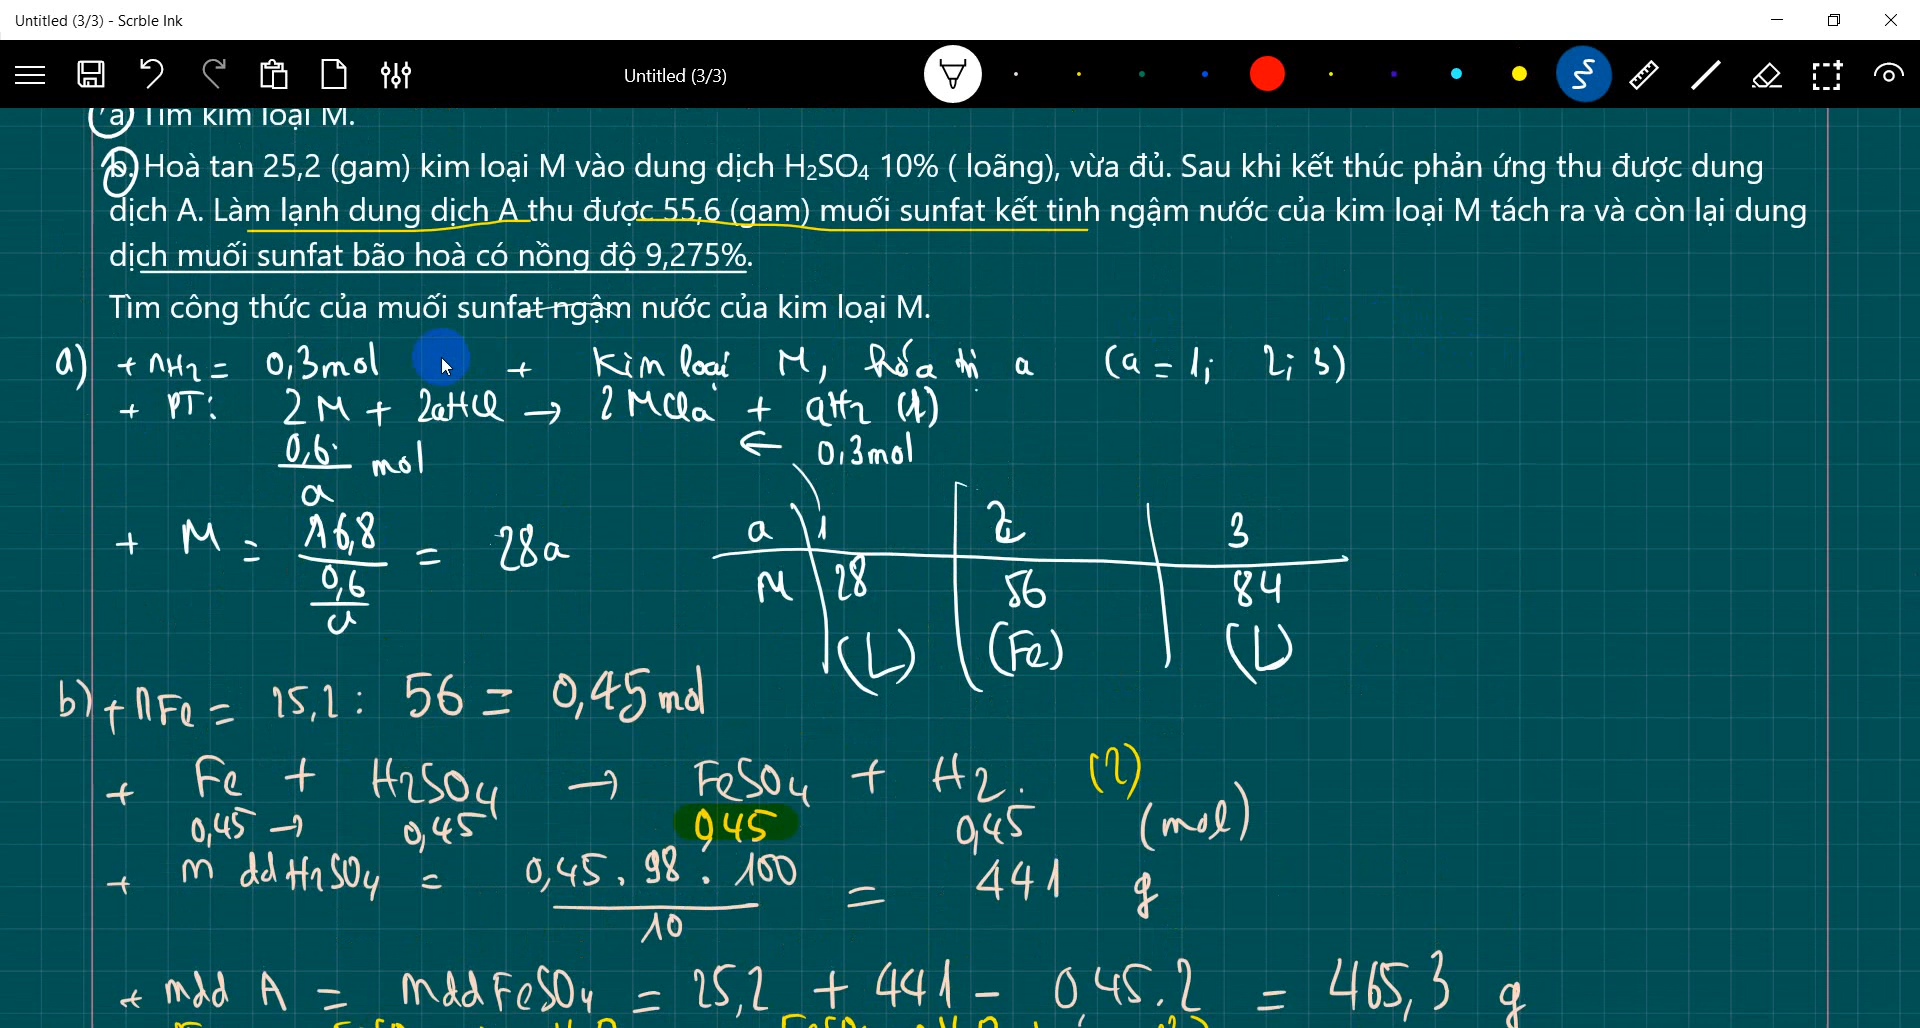 Untitled (3/3) - Scrble Ink
Untitled (3/3)
a) Tìm kim loại M.
b. Hoà tan 25,2 (gam) kim loại M vào dung dịch H₂SO₄ 10% ( loãng), vừa đủ. Sau khi kết thúc phản ứng thu được dung
dịch A. Làm lạnh dung dịch A thu được 55,6 (gam) muối sunfat kết tinh ngậm nước của kim loại M tách ra và còn lại dung
dịch muối sunfat bão hoà có nồng độ 9,275%.
Tìm công thức của muối sunfat ngậm nước của kim loại M.
a) + nH2 = 0,3mol + Kim loại M, hóa trị a (a = 1; 2; 3)
+ PT: 2M + 2aHCl → 2MCla + aH2 (1)
0,6/a mol ← 0,3mol
+ M = 16,8 / (0,6/a) = 28a
a 1 2 3
M 28 56 84
(L) (Fe) (L)
b) + nFe = 25,2 : 56 = 0,45 mol
+ Fe + H2SO4 → FeSO4 + H2. (2)
0,45 → 0,45 0,45 0,45 (mol)
+ m dd H2SO4 = 0,45 . 98 . 100 / 10 = 441 g
+ mdd A = mdd FeSO4 = 25,2 + 441 - 0,45.2 = 465,3 g